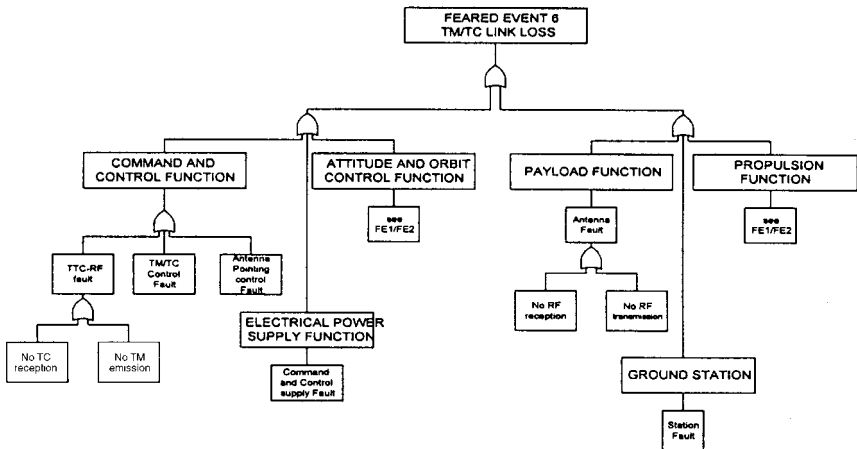 FEARED EVENT 6
TM/TC LINK LOSS
COMMAND AND
CONTROL FUNCTION
ATTITUDE AND ORBIT
CONTROL FUNCTION
PAYLOAD FUNCTION
PROPULSION
FUNCTION
see
FE1/FE2
Antenna
Fault
see
FE1/FE2
TTC-RF
fault
TM/TC
Control
Fault
Antenna
Pointing
control
Fault
No RF
reception
No RF
transmission
ELECTRICAL POWER
SUPPLY FUNCTION
No TC
reception
No TM
emission
Command
and Control
supply Fault
GROUND STATION
Station
Fault